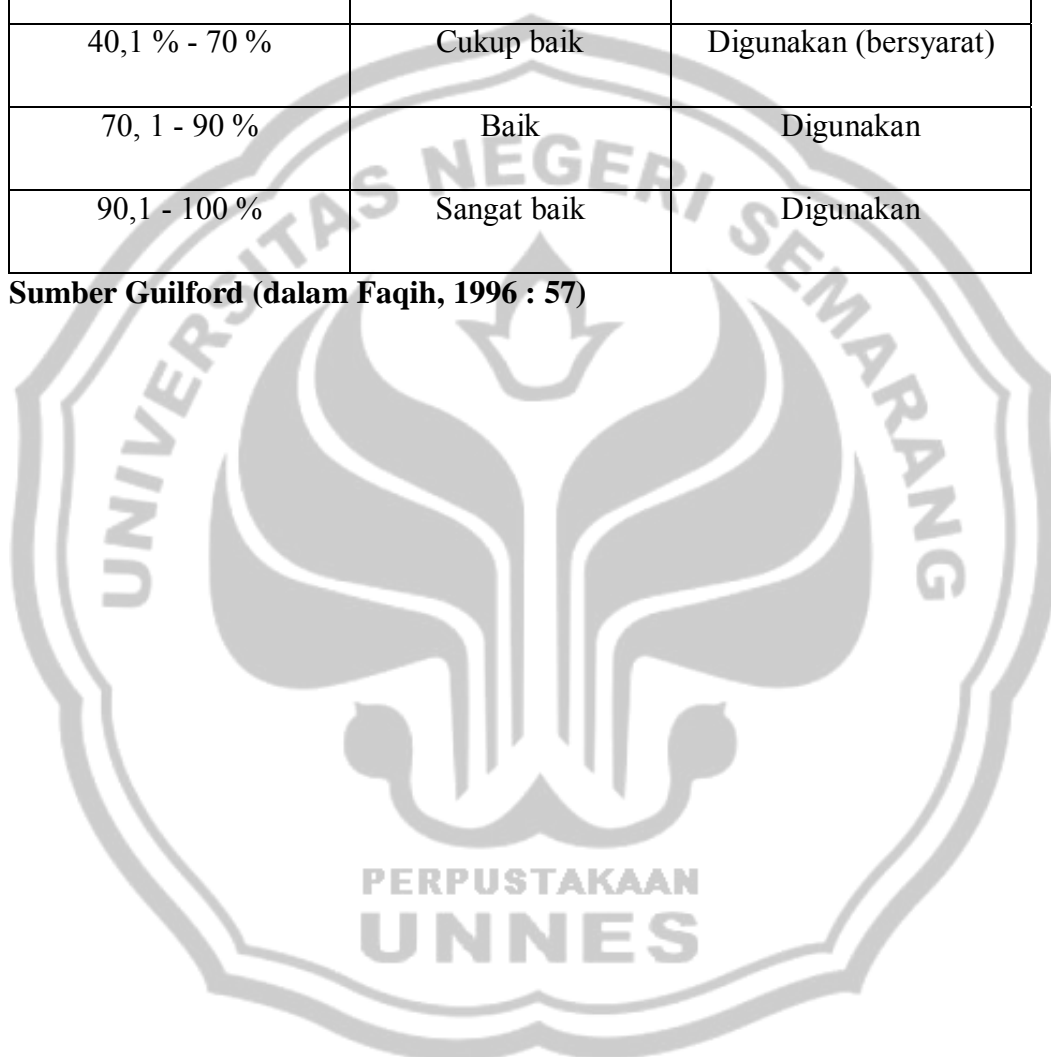 40,1 % - 70 % Cukup baik Digunakan (bersyarat)
70, 1 - 90 % Baik Digunakan
90,1 - 100 % Sangat baik Digunakan
Sumber Guilford (dalam Faqih, 1996 : 57)
UNIVERSITAS NEGERI SEMARANG
PERPUSTAKAAN
UNNES